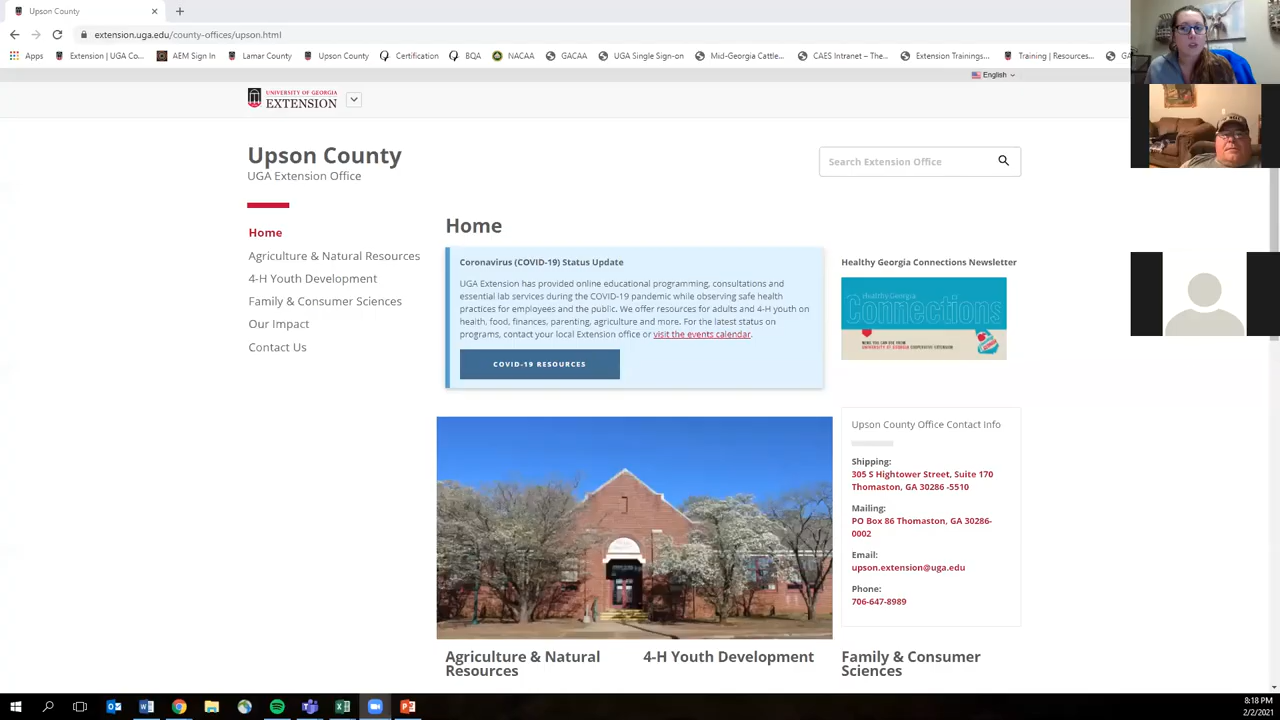 Upson County
extension.uga.edu/county-offices/upson.html
Apps
Extension | UGA Co...
AEM Sign In
Lamar County
Upson County
Certification
BQA
NACAA
GACAA
UGA Single Sign-on
Mid-Georgia Cattle...
CAES Intranet – The...
Extension Trainings...
Training | Resources...
English
UNIVERSITY OF GEORGIA
EXTENSION
Upson County
UGA Extension Office
Search Extension Office
Home
Agriculture & Natural Resources
4-H Youth Development
Family & Consumer Sciences
Our Impact
Contact Us
Home
Coronavirus (COVID-19) Status Update
UGA Extension has provided online educational programming, consultations and
essential lab services during the COVID-19 pandemic while observing safe health
practices for employees and the public. We offer resources for adults and 4-H youth on
health, food, finances, parenting, agriculture and more. For the latest status on
programs, contact your local Extension office or visit the events calendar.
COVID-19 RESOURCES
Healthy Georgia Connections Newsletter
Connections
UNIVERSITY OF GEORGIA
Upson County Office Contact Info
Shipping:
305 S Hightower Street, Suite 170
Thomaston, GA 30286 -5510
Mailing:
PO Box 86 Thomaston, GA 30286-
0002
Email:
upson.extension@uga.edu
Phone:
706-647-8989
Agriculture & Natural
Resources
4-H Youth Development
Family & Consumer
Sciences
8:18 PM
2/2/2021